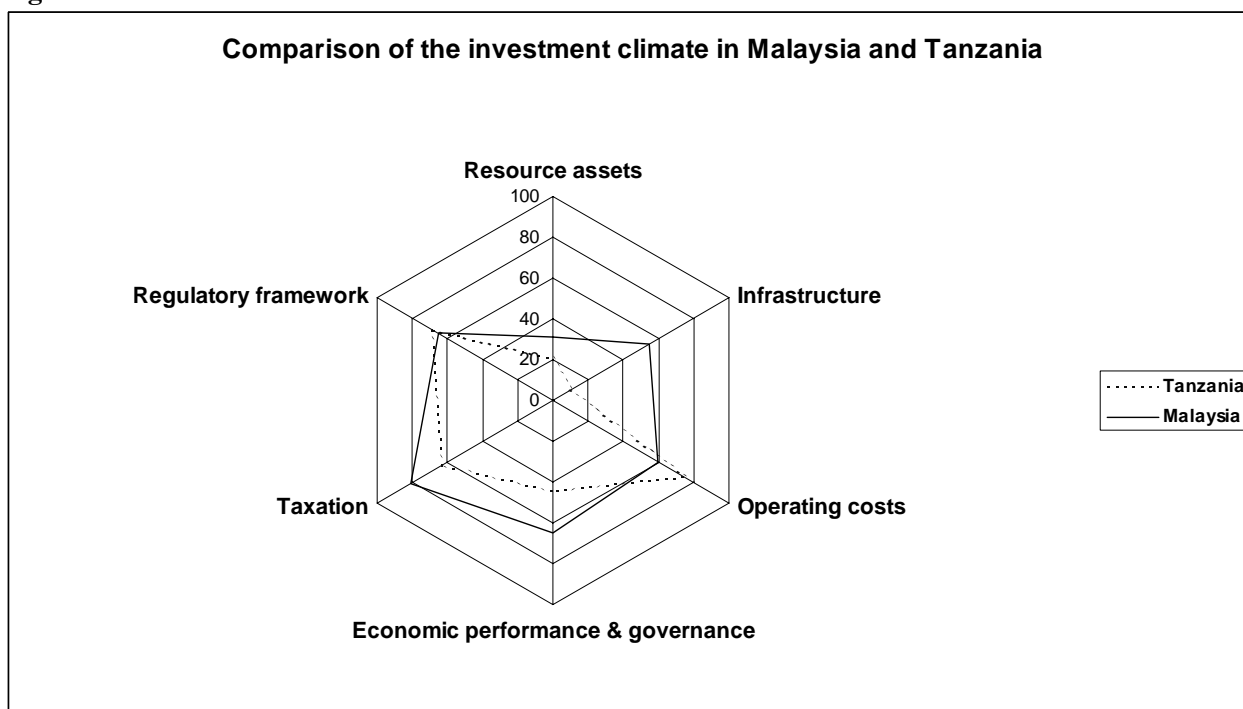 Comparison of the investment climate in Malaysia and Tanzania
Resource assets
100
80
60
40
20
0
Regulatory framework
Infrastructure
Tanzania
Malaysia
Taxation
Operating costs
Economic performance & governance